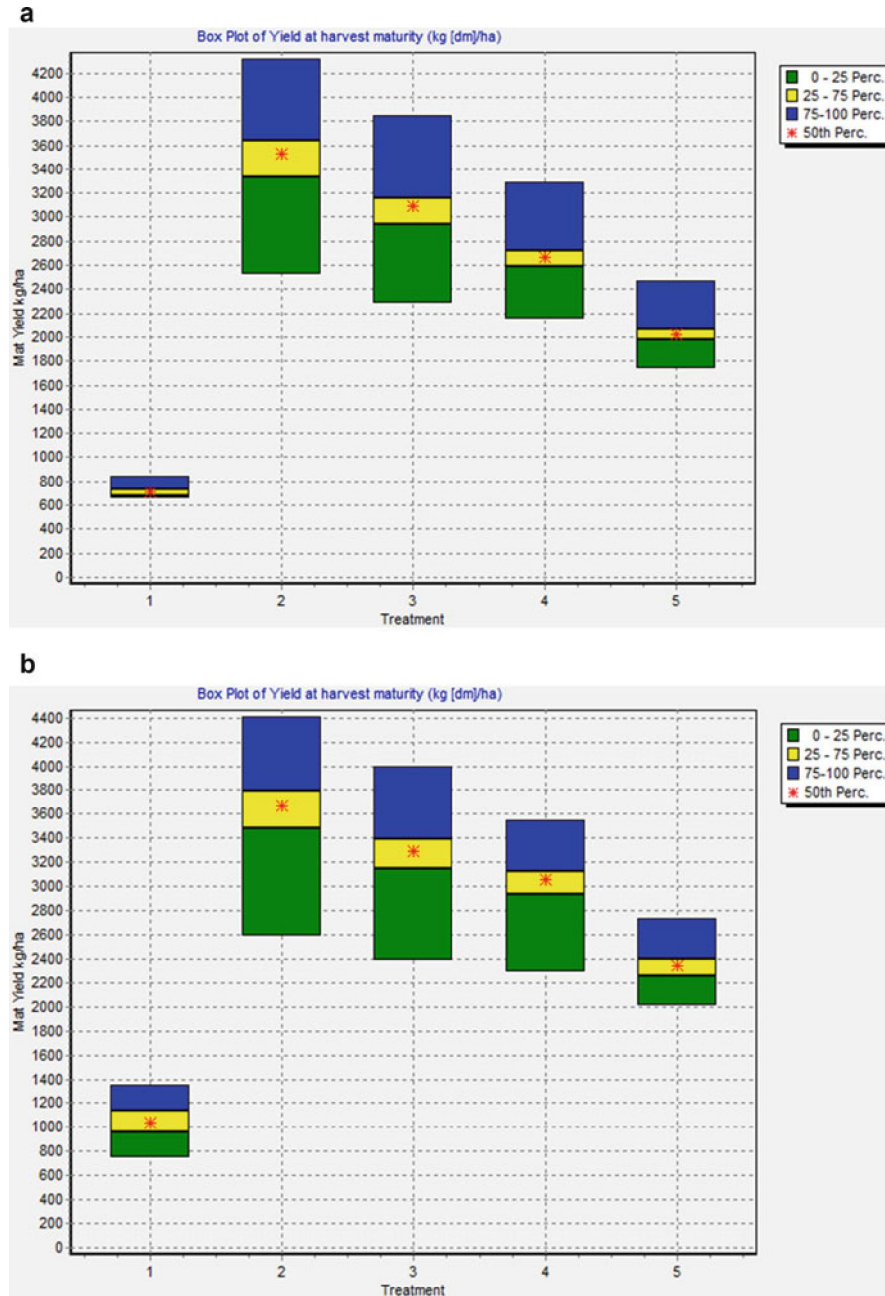 a
Box Plot of Yield at harvest maturity (kg [dm]/ha)
0 - 25 Perc.
25 - 75 Perc.
75-100 Perc.
50th Perc.
Mat Yield kg/ha
4200
4000
3800
3600
3400
3200
3000
2800
2600
2400
2200
2000
1800
1600
1400
1200
1000
800
600
400
200
0
1 2 3 4 5
Treatment
b
Box Plot of Yield at harvest maturity (kg [dm]/ha)
0 - 25 Perc.
25 - 75 Perc.
75-100 Perc.
50th Perc.
Mat Yield kg/ha
4400
4200
4000
3800
3600
3400
3200
3000
2800
2600
2400
2200
2000
1800
1600
1400
1200
1000
800
600
400
200
0
1 2 3 4 5
Treatment